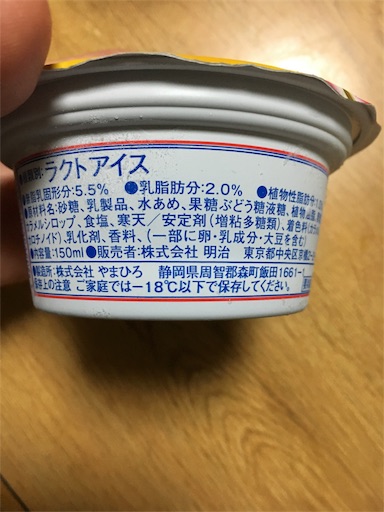 ●種類別:ラクトアイス
無脂乳固形分:5.5% ●乳脂肪分:2.0% ●植物性脂肪分:
●原材料名:砂糖、乳製品、水あめ、果糖ぶどう糖液糖、植物油脂、
カラメルシロップ、食塩、寒天/安定剤(増粘多糖類)、着色料(
カロチノイド)、乳化剤、香料、(一部に卵・乳成分・大豆を含む)
●内容量:150ml ●販売者:株式会社 明治 東京都中央区京橋
●製造所:株式会社 やまひろ 静岡県周智郡森町飯田1661-1
保存上の注意 ご家庭では-18℃以下で保存してください。